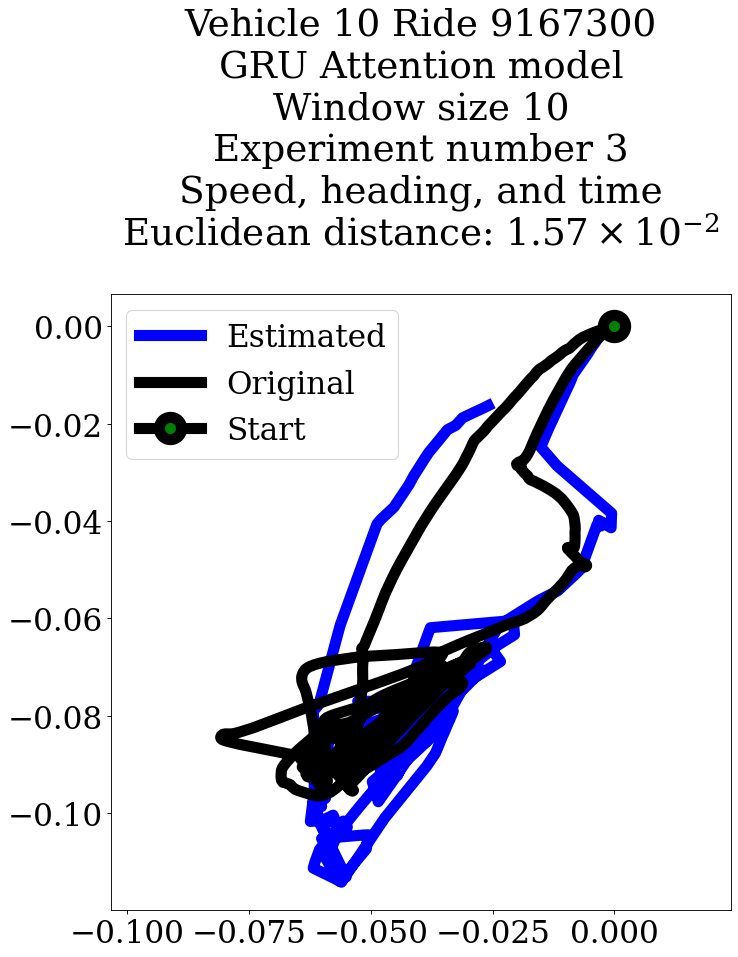 Vehicle 10 Ride 9167300
GRU Attention model
Window size 10
Experiment number 3
Speed, heading, and time
Euclidean distance: 1.57 × 10⁻²
Estimated
Original
Start
0.00
−0.02
−0.04
−0.06
−0.08
−0.10
−0.100 −0.075 −0.050 −0.025 0.000